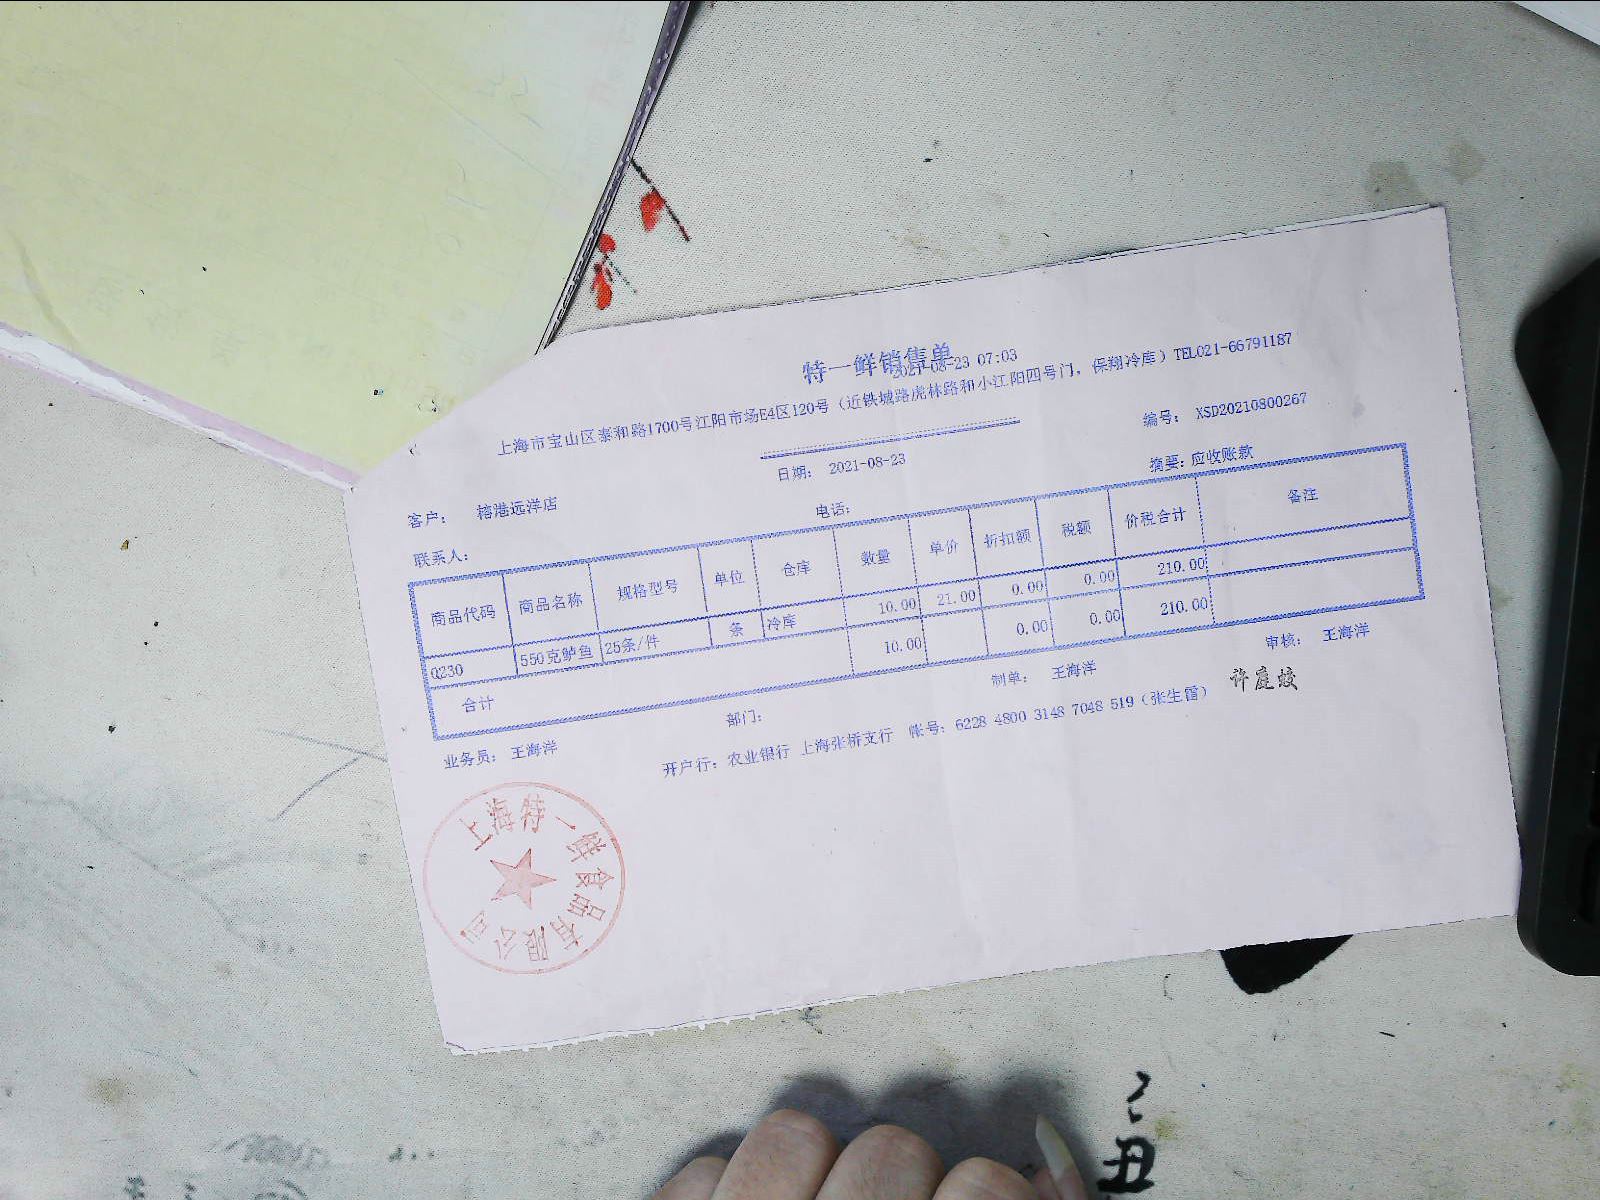 特一鲜销售单
2021-08-23 07:03
上海市宝山区泰和路1700号江阳市场E4区120号（近铁城路虎林路和小江阳四号门，保翔冷库）TEL021-66791187
日期： 2021-08-23
编号： XSD20210800267
客户： 榕港远洋店
电话：
摘要：应收账款
联系人：
商品代码 商品名称 规格型号 单位 仓库 数量 单价 折扣额 税额 价税合计 备注
Q230 550克鲈鱼 25条/件 条 冷库 10.00 21.00 0.00 0.00 210.00
合计 10.00 0.00 0.00 210.00
业务员： 王海洋 部门： 制单： 王海洋 审核： 王海洋
开户行：农业银行 上海张桥支行 帐号：6228 4800 3148 7048 519（张生雷）
上海特一鲜食品有限公司
丑